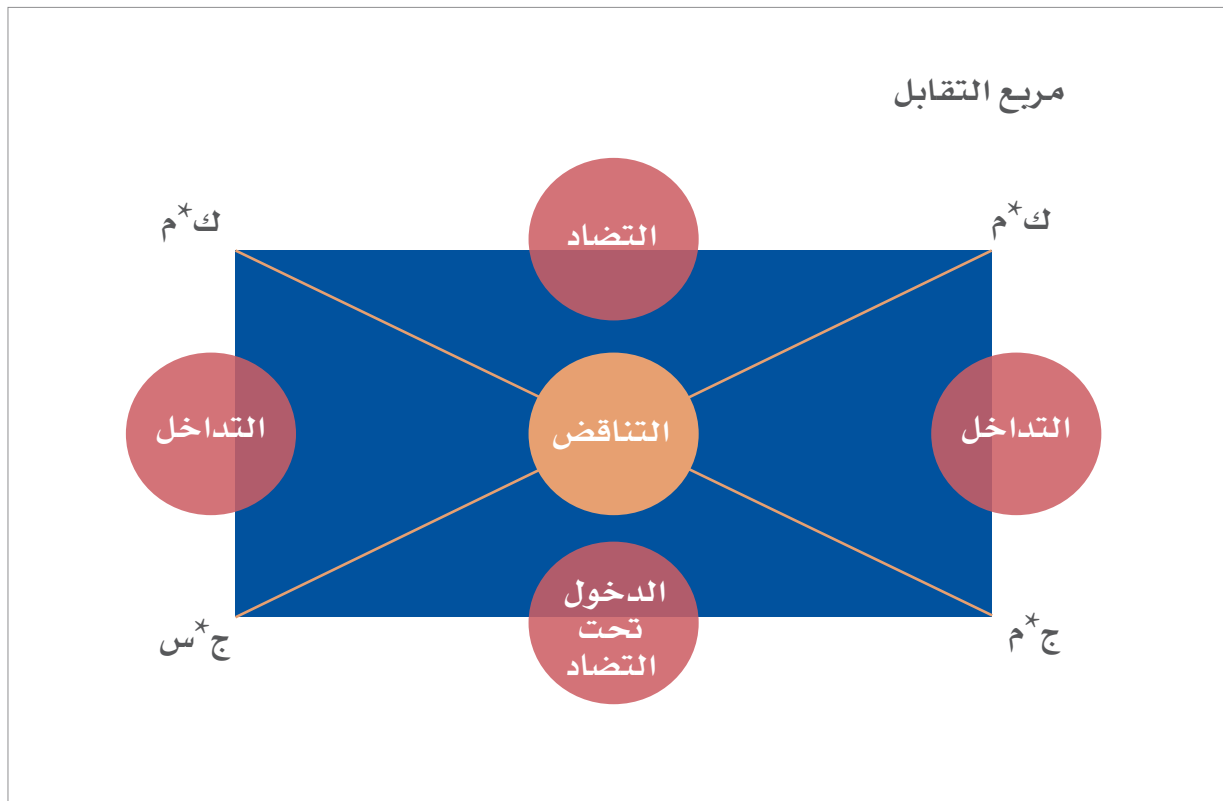 مربع التقابل
ك*م
التضاد
ك*م
التداخل
التناقض
التداخل
ج*م
الدخول
تحت
التضاد
ج*س